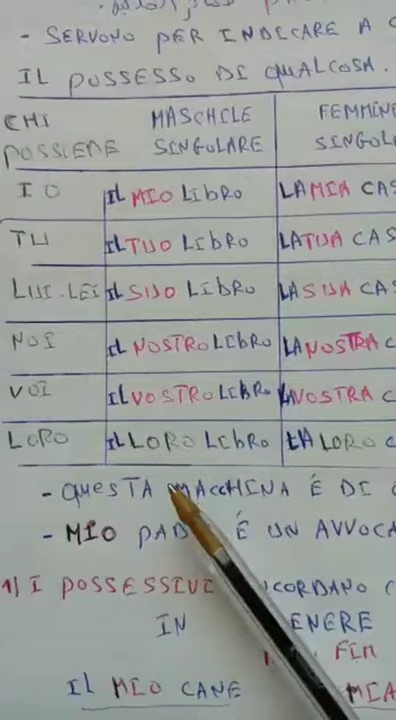 - SERVONO PER INDICARE A
IL POSSESSO DI QUALCOSA.
CHI POSSIEDE MASCHILE SINGOLARE FEMMINI SINGOL
IO IL MIO LIBRO LA MIA CAS
TU IL TUO LIBRO LA TUA CAS
LUI.LEI IL SUO LIBRO LA SUA CAS
NOI IL NOSTRO LIBRO LA NOSTRA C
VOI IL VOSTRO LIBRO LA VOSTRA C
LORO IL LORO LIBRO LA LORO C
- QUESTA MACCHINA É DI
- MIO PAD É UN AVVOCA
1) I POSSESSIVI CORDANO C
IN ENERE
FIM
IL MIO CANE MIA